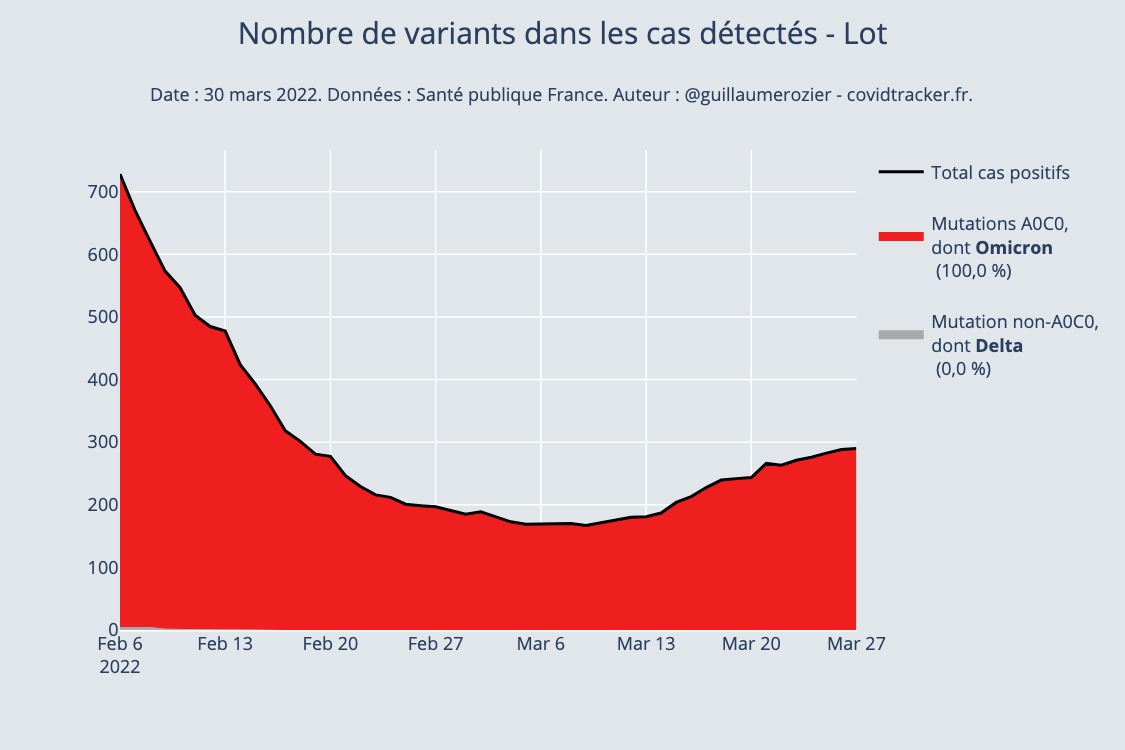 Nombre de variants dans les cas détectés - Lot
Date : 30 mars 2022. Données : Santé publique France. Auteur : @guillaumerozier - covidtracker.fr.
700
600
500
400
300
200
100
0
Feb 6
2022
Feb 13
Feb 20
Feb 27
Mar 6
Mar 13
Mar 20
Mar 27
Total cas positifs
Mutations A0C0,
dont Omicron
(100,0 %)
Mutation non-A0C0,
dont Delta
(0,0 %)